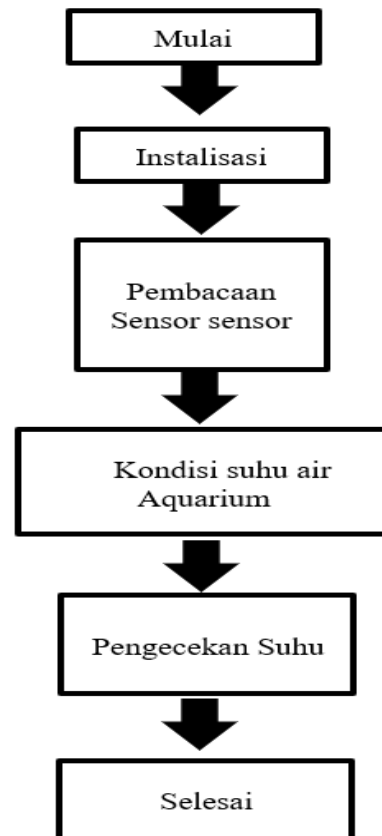 Mulai
Instalisasi
Pembacaan
Sensor sensor
Kondisi suhu air
Aquarium
Pengecekan Suhu
Selesai